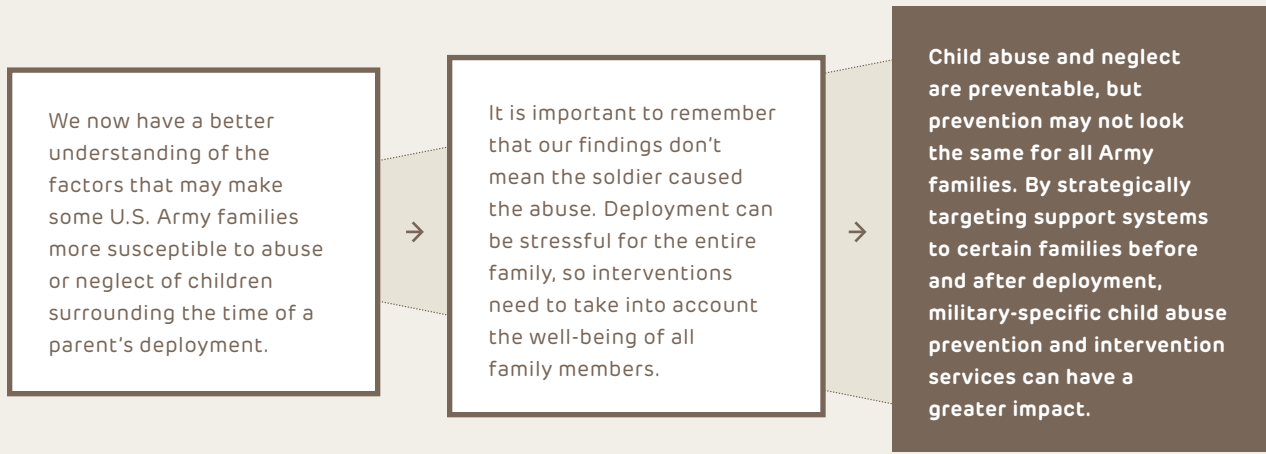 We now have a better
understanding of the
factors that may make
some U.S. Army families
more susceptible to abuse
or neglect of children
surrounding the time of a
parent's deployment.
It is important to remember
that our findings don't
mean the soldier caused
the abuse. Deployment can
be stressful for the entire
family, so interventions
need to take into account
the well-being of all
family members.
Child abuse and neglect
are preventable, but
prevention may not look
the same for all Army
families. By strategically
targeting support systems
to certain families before
and after deployment,
military-specific child abuse
prevention and intervention
services can have a
greater impact.